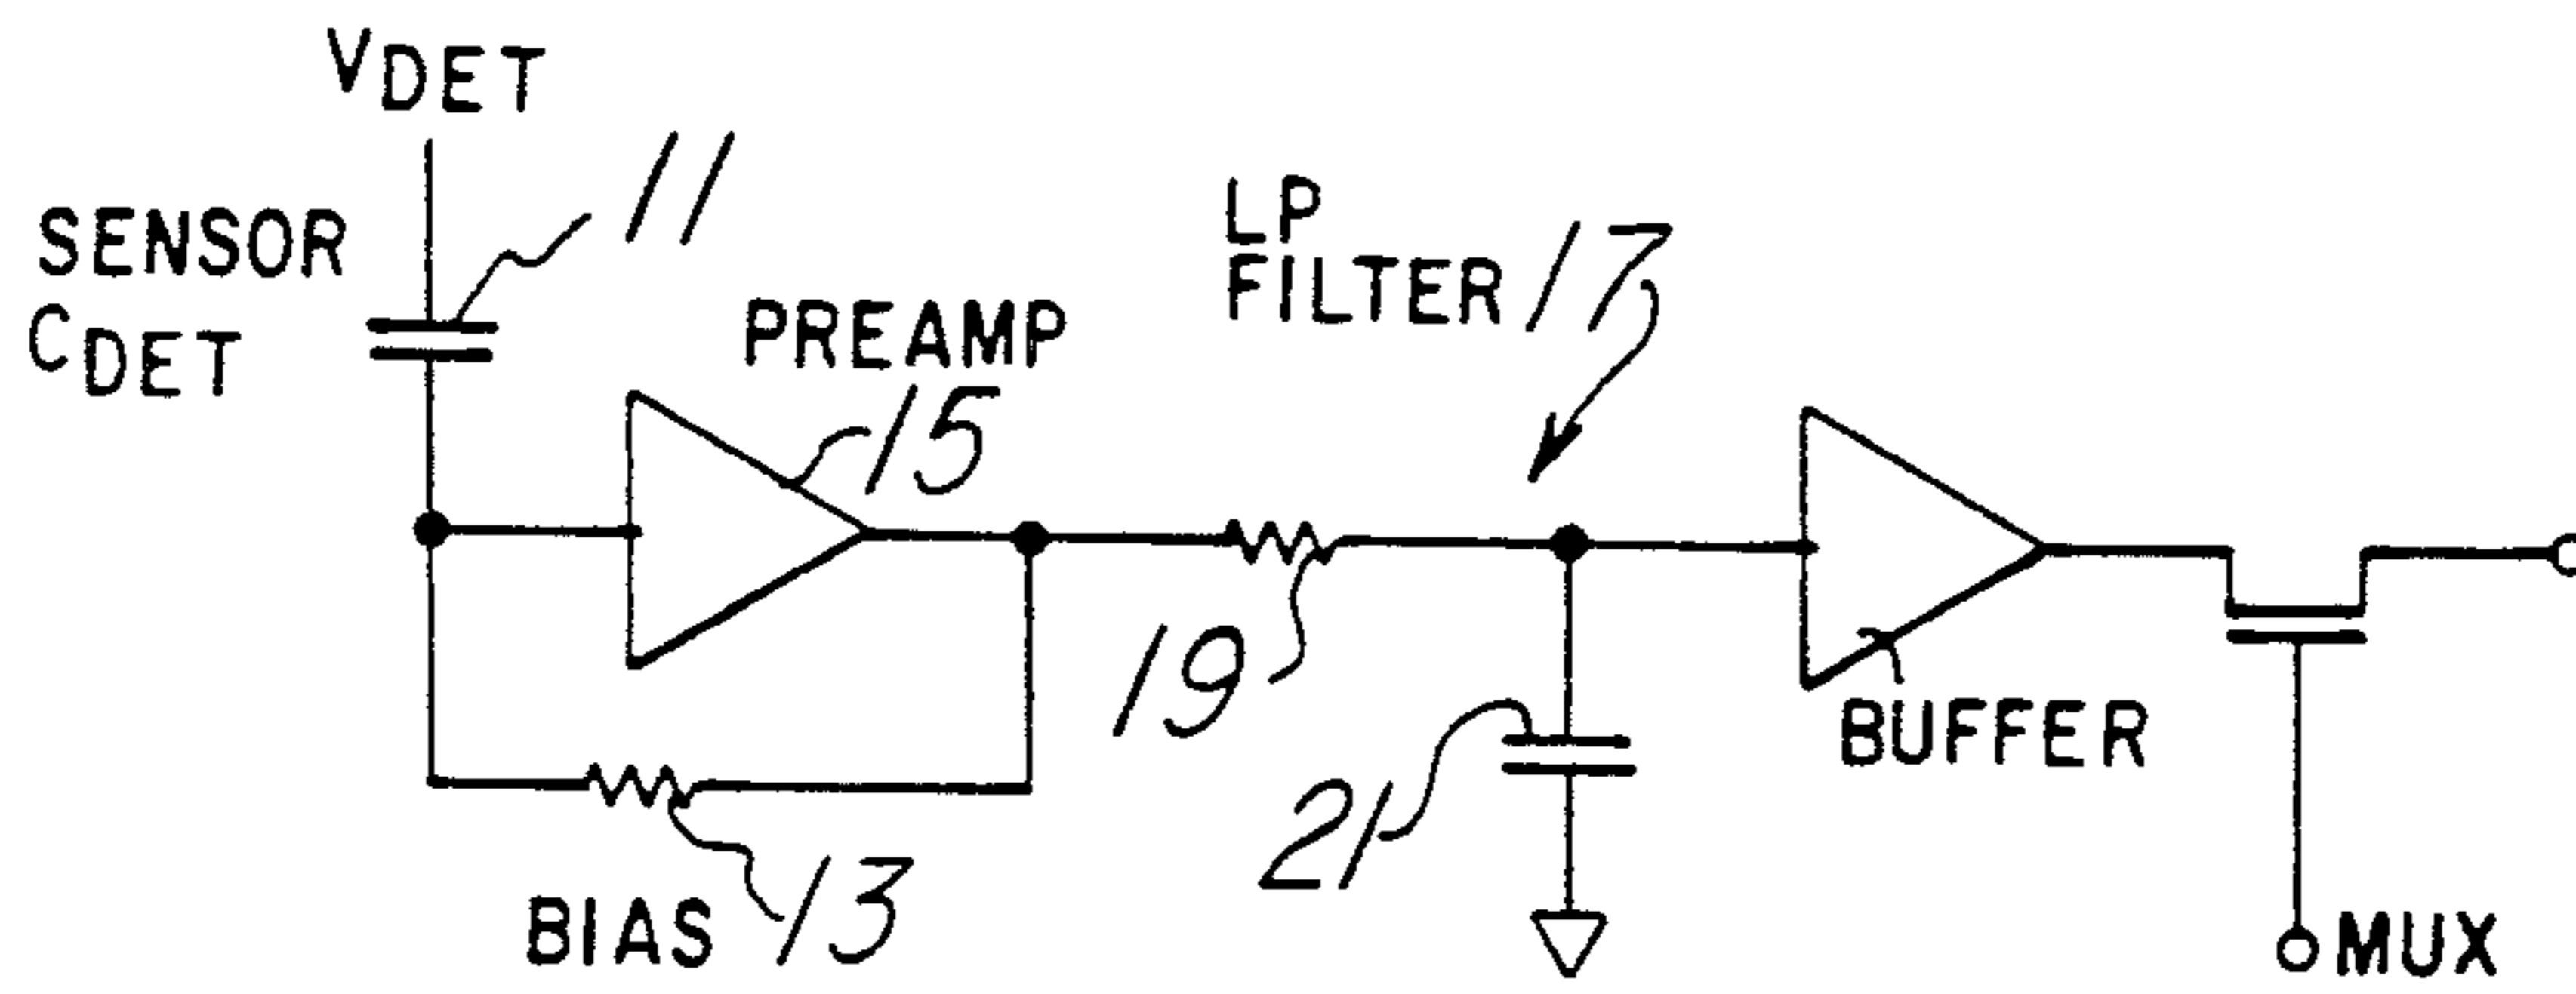 VDET
SENSOR
CDET
11
PREAMP
15
LP
FILTER 17
19
21
BUFFER
BIAS 13
MUX